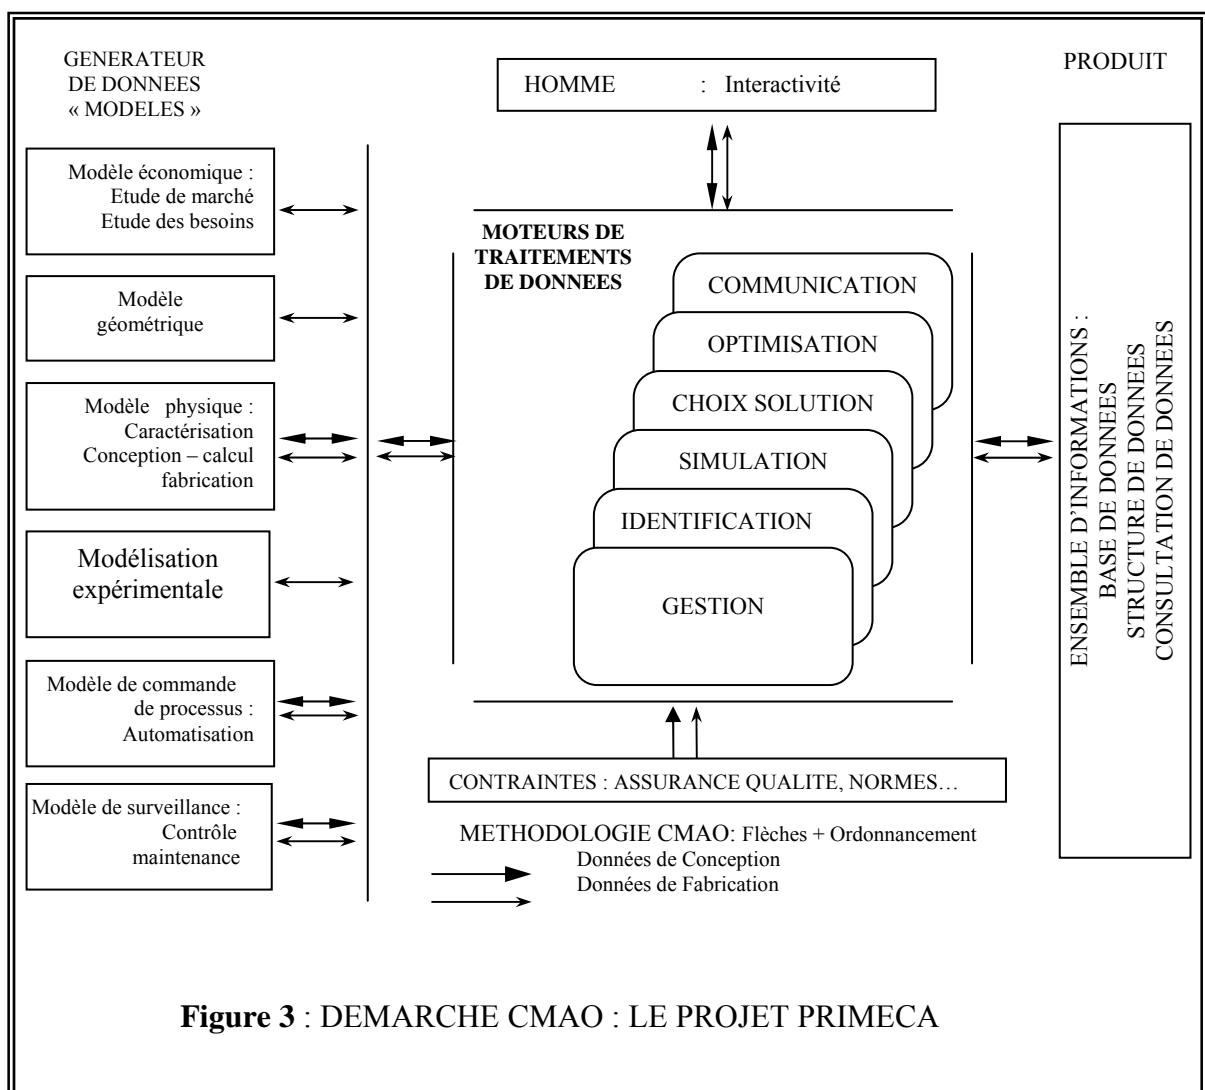 GENERATEUR
DE DONNEES
« MODELES »
Modèle économique :
Etude de marché
Etude des besoins
Modèle
géométrique
Modèle physique :
Caractérisation
Conception – calcul
fabrication
Modélisation
expérimentale
Modèle de commande
de processus :
Automatisation
Modèle de surveillance :
Contrôle
maintenance
HOMME : Interactivité
MOTEURS DE
TRAITEMENTS
DE DONNEES
COMMUNICATION
OPTIMISATION
CHOIX SOLUTION
SIMULATION
IDENTIFICATION
GESTION
CONTRAINTES : ASSURANCE QUALITE, NORMES…
METHODOLOGIE CMAO: Flèches + Ordonnancement
Données de Conception
Données de Fabrication
PRODUIT
ENSEMBLE D’INFORMATIONS :
BASE DE DONNEES
STRUCTURE DE DONNEES
CONSULTATION DE DONNEES
Figure 3 : DEMARCHE CMAO : LE PROJET PRIMECA